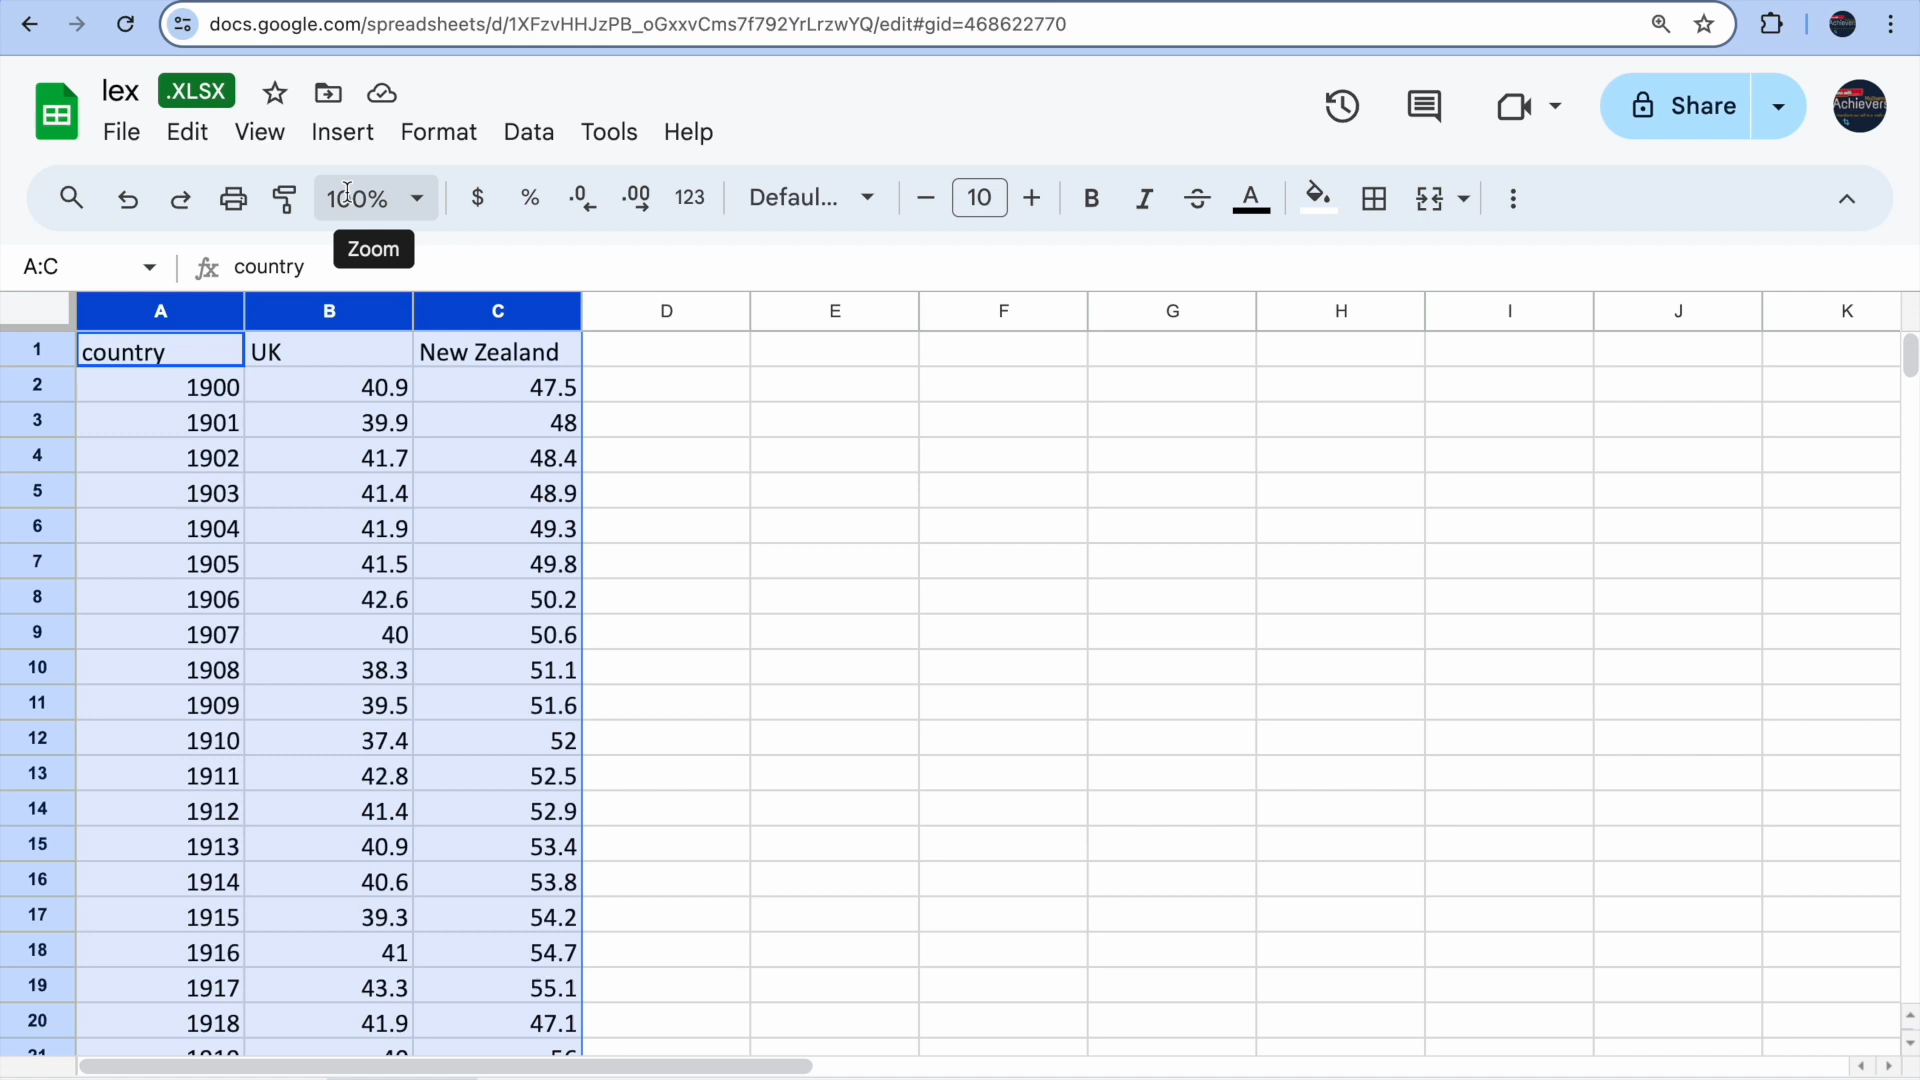 docs.google.com/spreadsheets/d/1XFzvHHJzPB_oGxxvCms7f792YrLrzwYQ/edit#gid=468622770
lex .XLSX
File Edit View Insert Format Data Tools Help
Share
Achievers
100% $ % .0 .00 123 Defaul... 10 B I S A
Zoom
A:C fx country
A B C D E F G H I J K
1 country UK New Zealand
2 1900 40.9 47.5
3 1901 39.9 48
4 1902 41.7 48.4
5 1903 41.4 48.9
6 1904 41.9 49.3
7 1905 41.5 49.8
8 1906 42.6 50.2
9 1907 40 50.6
10 1908 38.3 51.1
11 1909 39.5 51.6
12 1910 37.4 52
13 1911 42.8 52.5
14 1912 41.4 52.9
15 1913 40.9 53.4
16 1914 40.6 53.8
17 1915 39.3 54.2
18 1916 41 54.7
19 1917 43.3 55.1
20 1918 41.9 47.1